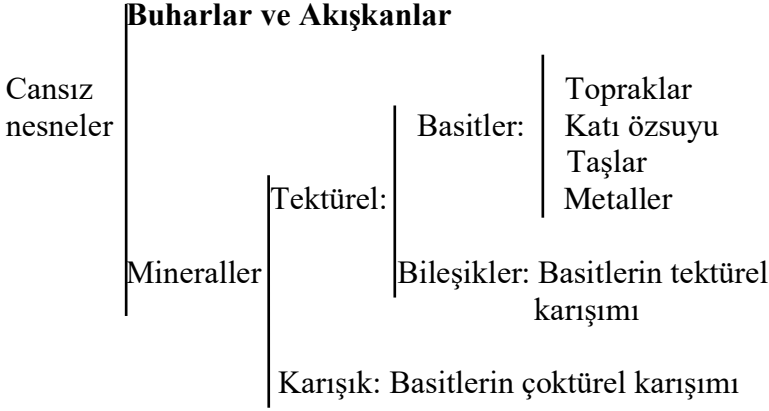 Buharlar ve Akışkanlar
Cansız
nesneler
Topraklar
Basitler: Katı özsuyu
Taşlar
Tektürel: Metaller
Mineraller
Bileşikler: Basitlerin tektürel
karışımı
Karışık: Basitlerin çoktürel karışımı